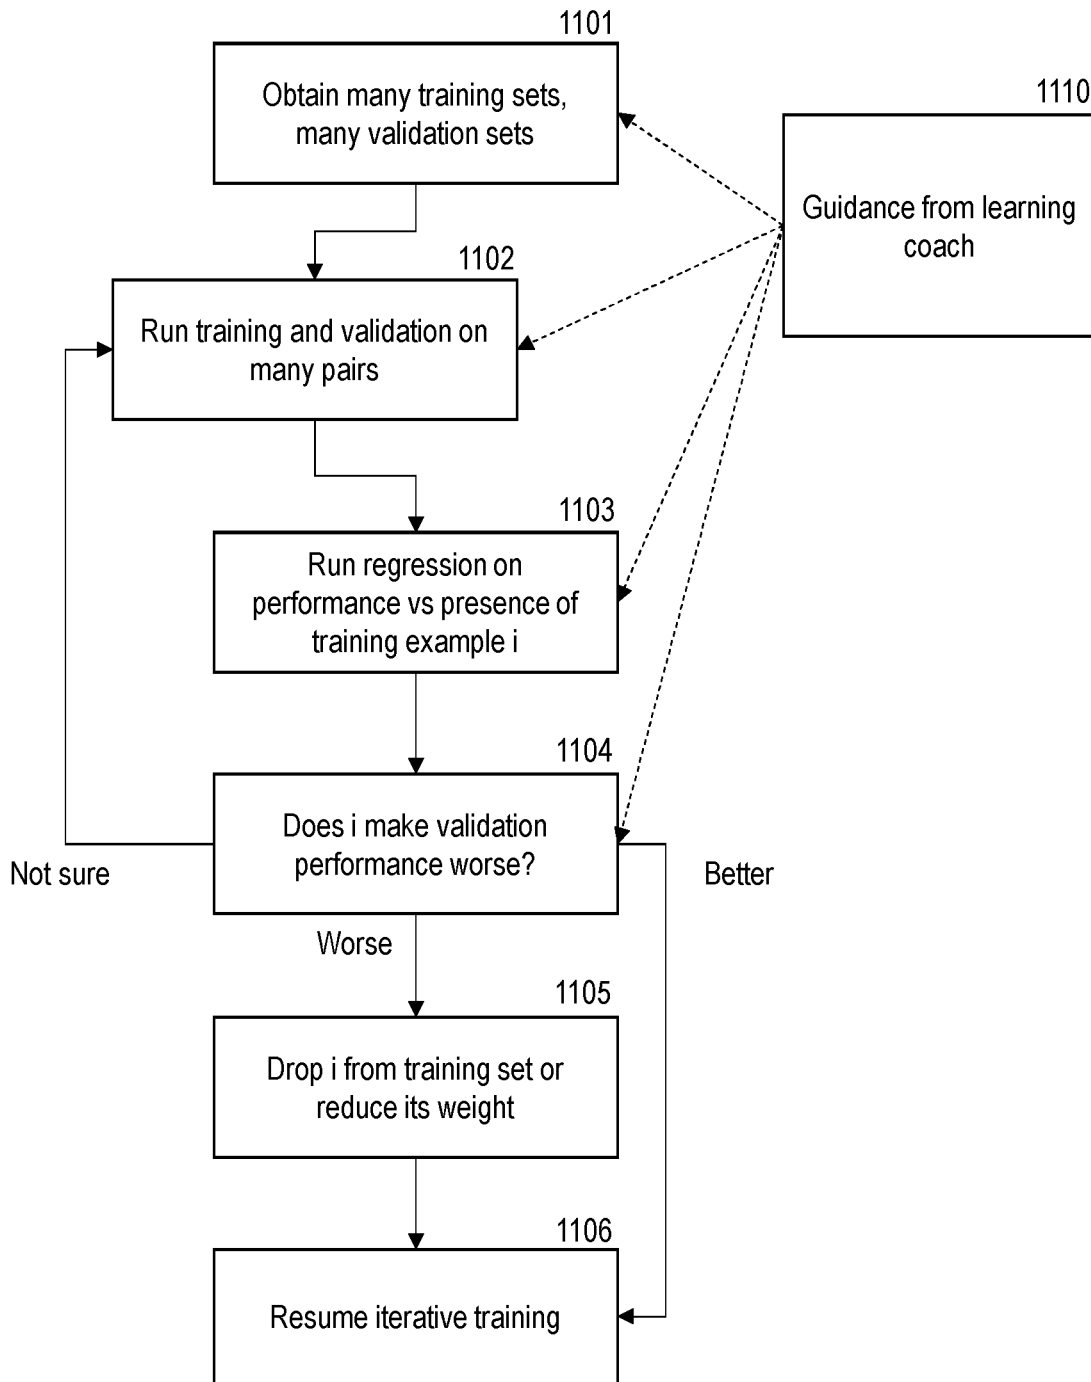 1101
Obtain many training sets,
many validation sets
1110
Guidance from learning
coach
1102
Run training and validation on
many pairs
1103
Run regression on
performance vs presence of
training example i
1104
Does i make validation
performance worse?
Not sure
Better
Worse
1105
Drop i from training set or
reduce its weight
1106
Resume iterative training